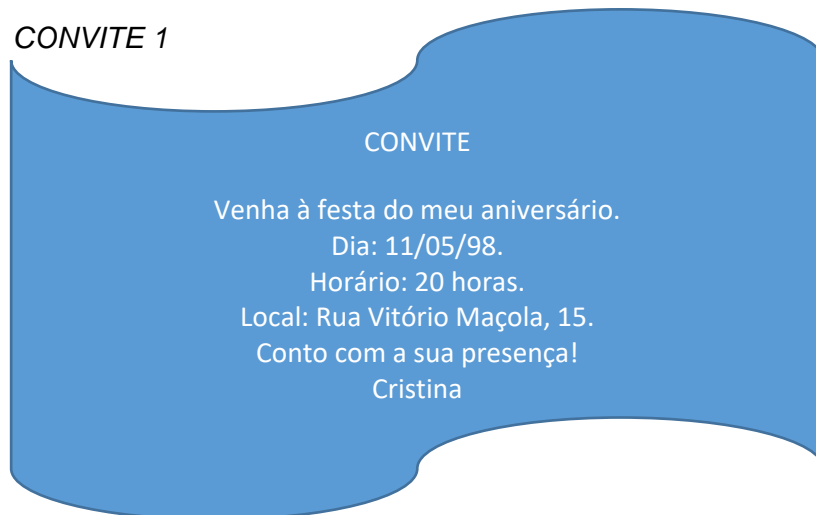 CONVITE 1
CONVITE
Venha à festa do meu aniversário.
Dia: 11/05/98.
Horário: 20 horas.
Local: Rua Vitório Maçola, 15.
Conto com a sua presença!
Cristina